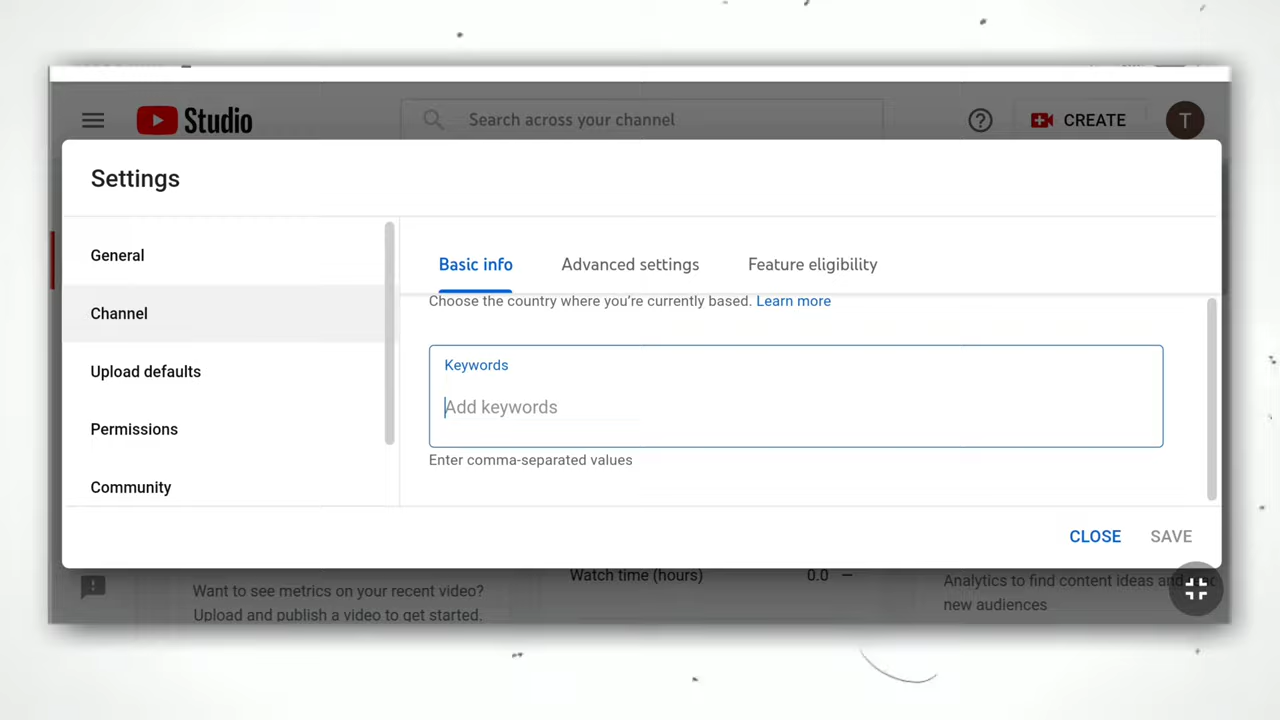 Studio
Search across your channel
CREATE
T
Settings
General
Channel
Upload defaults
Permissions
Community
Basic info
Advanced settings
Feature eligibility
Choose the country where you're currently based. Learn more
Keywords
Add keywords
Enter comma-separated values
CLOSE
SAVE
Want to see metrics on your recent video?
Upload and publish a video to get started.
Watch time (hours)
0.0 —
Analytics to find content ideas and
new audiences